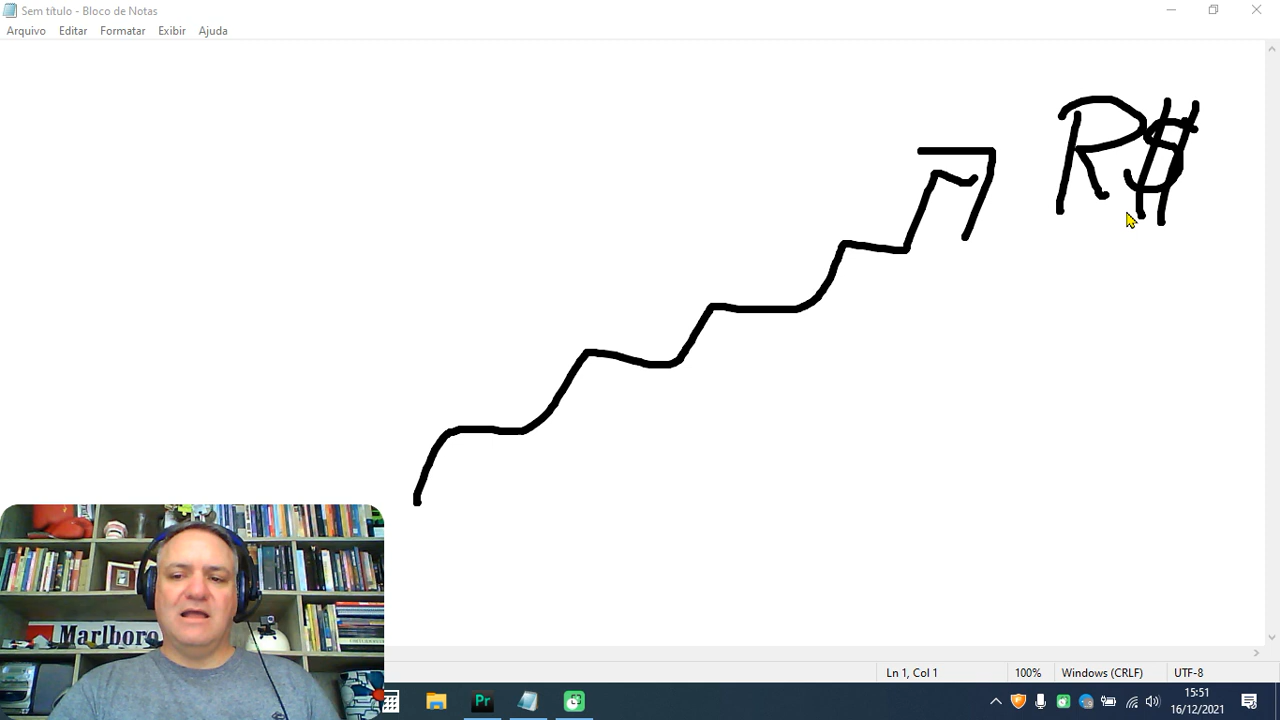 Sem título - Bloco de Notas
Arquivo Editar Formatar Exibir Ajuda
R$
Marlboro
Ln 1, Col 1 100% Windows (CRLF) UTF-8
Pr
15:51
16/12/2021